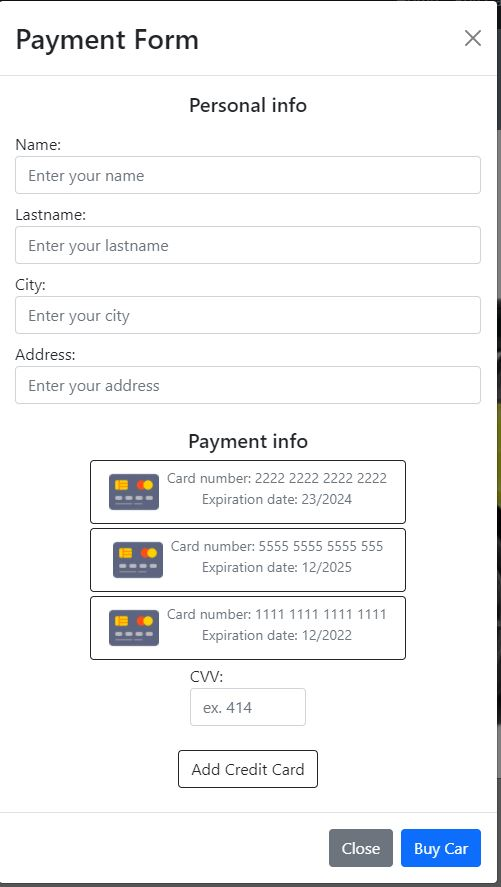 Payment Form
Personal info
Name:
Enter your name
Lastname:
Enter your lastname
City:
Enter your city
Address:
Enter your address
Payment info
Card number: 2222 2222 2222 2222
Expiration date: 23/2024
Card number: 5555 5555 5555 555
Expiration date: 12/2025
Card number: 1111 1111 1111 1111
Expiration date: 12/2022
CVV:
ex. 414
Add Credit Card
Close
Buy Car